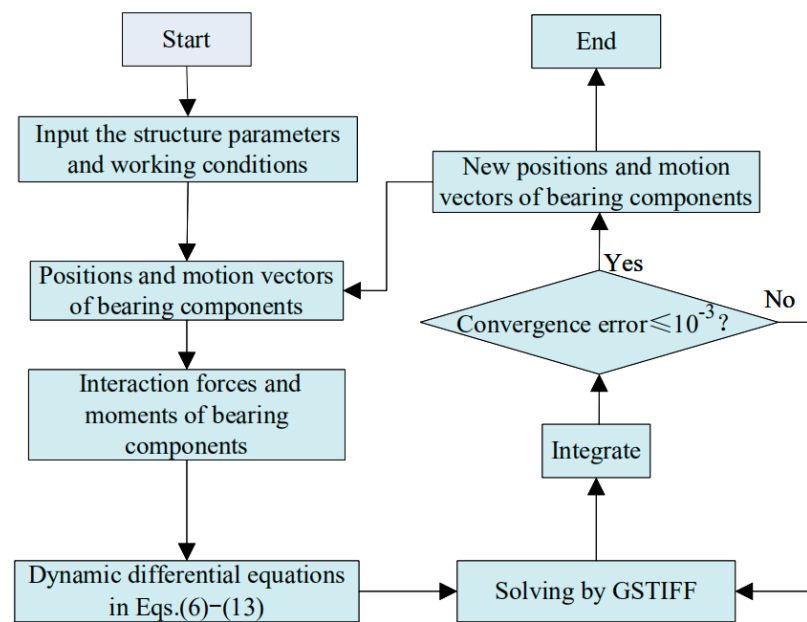 Start
Input the structure parameters
and working conditions
Positions and motion vectors
of bearing components
Interaction forces and
moments of bearing
components
Dynamic differential equations
in Eqs.(6)−(13)
Solving by GSTIFF
Integrate
Convergence error≤10⁻³?
Yes
No
New positions and motion
vectors of bearing components
End